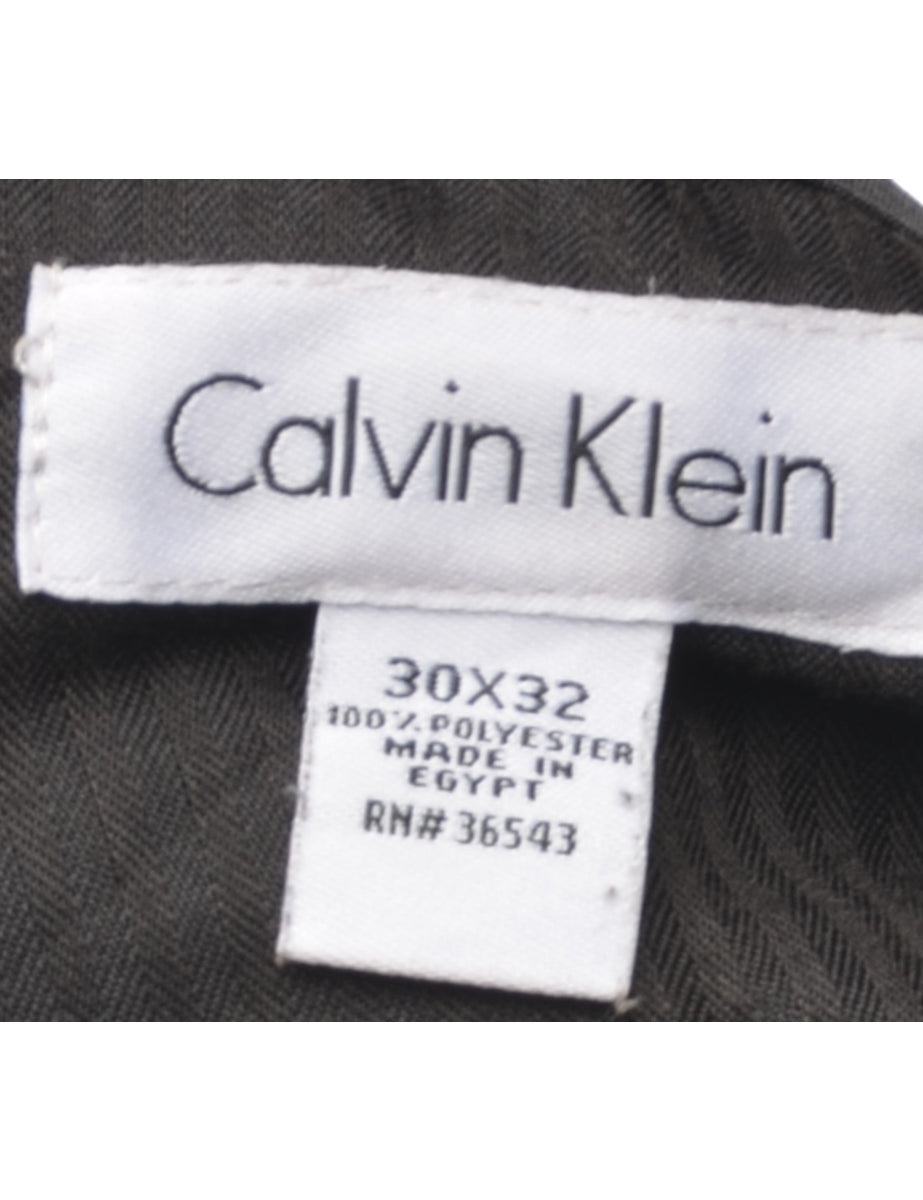 Calvin Klein
30X32
100% POLYESTER
MADE IN
EGYPT
RN# 36543